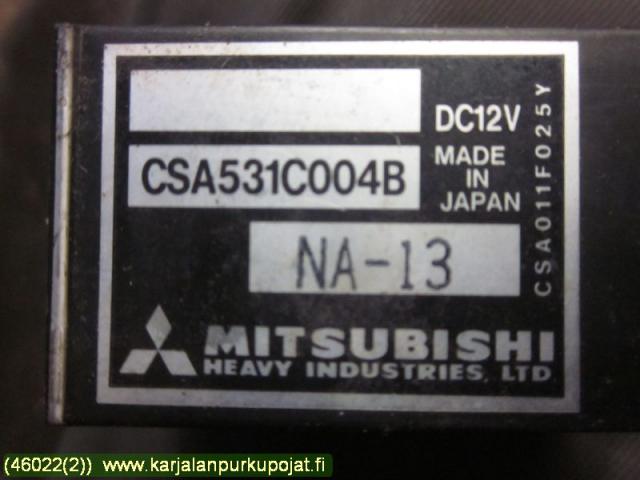 DC12V
CSA531C004B
MADE
IN
JAPAN
NA-13
CSA011F025Y
MITSUBISHI
HEAVY INDUSTRIES, LTD
(46022(2)) www.karjalanpurkupojat.fi